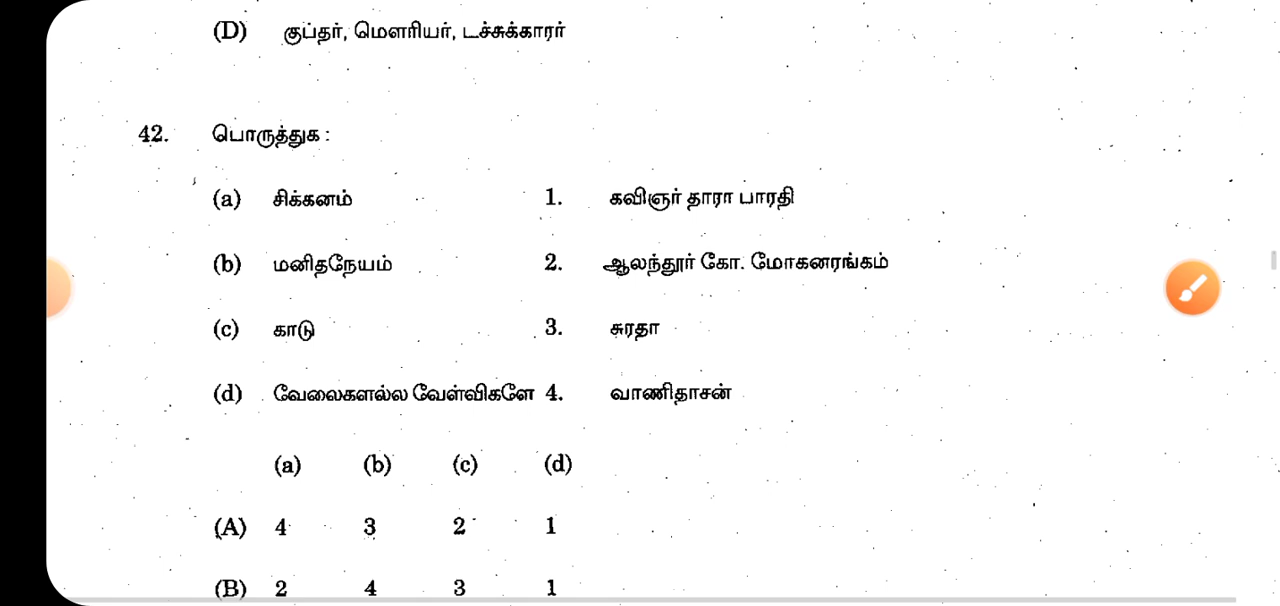 (D) குப்தர், மௌரியர், டச்சுக்காரர்
42. பொருத்துக :
(a) சிக்கனம் 1. கவிஞர் தாரா பாரதி
(b) மனிதநேயம் 2. ஆலந்தூர் கோ. மோகனரங்கம்
(c) காடு 3. சுரதா
(d) வேலைகளல்ல வேள்விகளே 4. வாணிதாசன்
(a) (b) (c) (d)
(A) 4 3 2 1
(B) 2 4 3 1